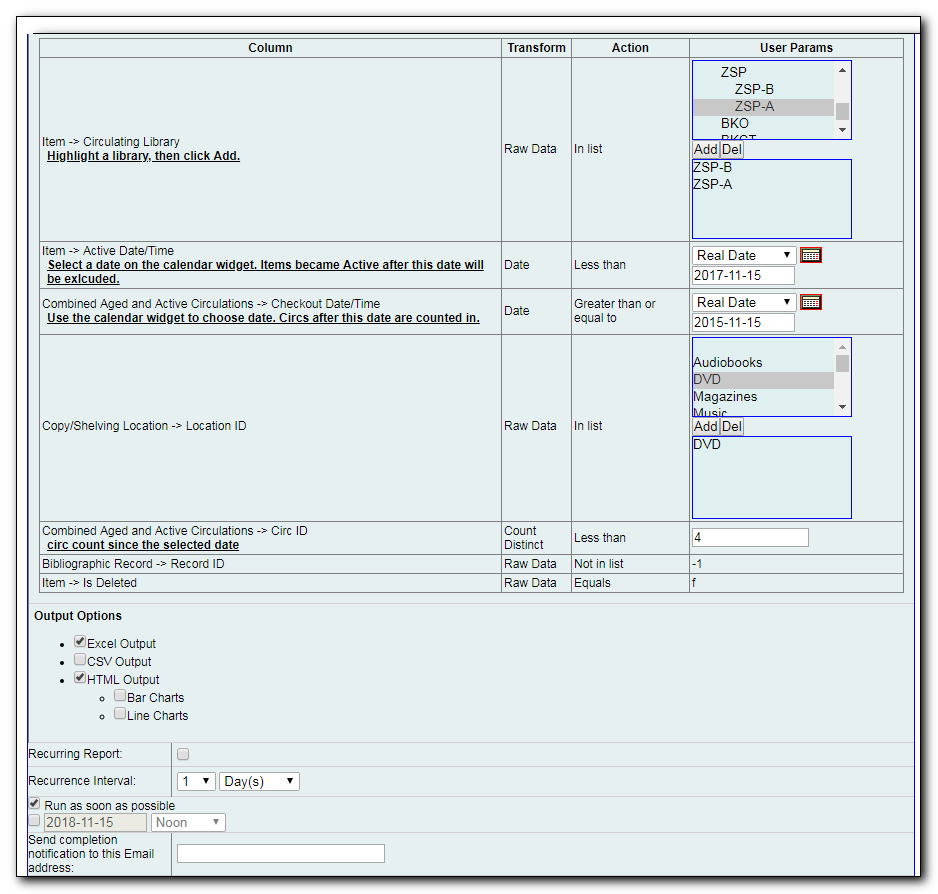 Column Transform Action User Params
ZSP
ZSP-B
ZSP-A
BKO
BKCT
Item -> Circulating Library
Highlight a library, then click Add.
Raw Data
In list
Add Del
ZSP-B
ZSP-A
Item -> Active Date/Time
Select a date on the calendar widget. Items became Active after this date will
be exlcuded.
Date
Less than
Real Date
2017-11-15
Combined Aged and Active Circulations -> Checkout Date/Time
Use the calendar widget to choose date. Circs after this date are counted in.
Date
Greater than or
equal to
Real Date
2015-11-15
Audiobooks
DVD
Magazines
Music
Copy/Shelving Location -> Location ID
Raw Data
In list
Add Del
DVD
Combined Aged and Active Circulations -> Circ ID
circ count since the selected date
Count
Distinct
Less than
4
Bibliographic Record -> Record ID Raw Data Not in list -1
Item -> Is Deleted Raw Data Equals f
Output Options
Excel Output
CSV Output
HTML Output
Bar Charts
Line Charts
Recurring Report:
Recurrence Interval: 1 Day(s)
Run as soon as possible
2018-11-15 Noon
Send completion
notification to this Email
address: